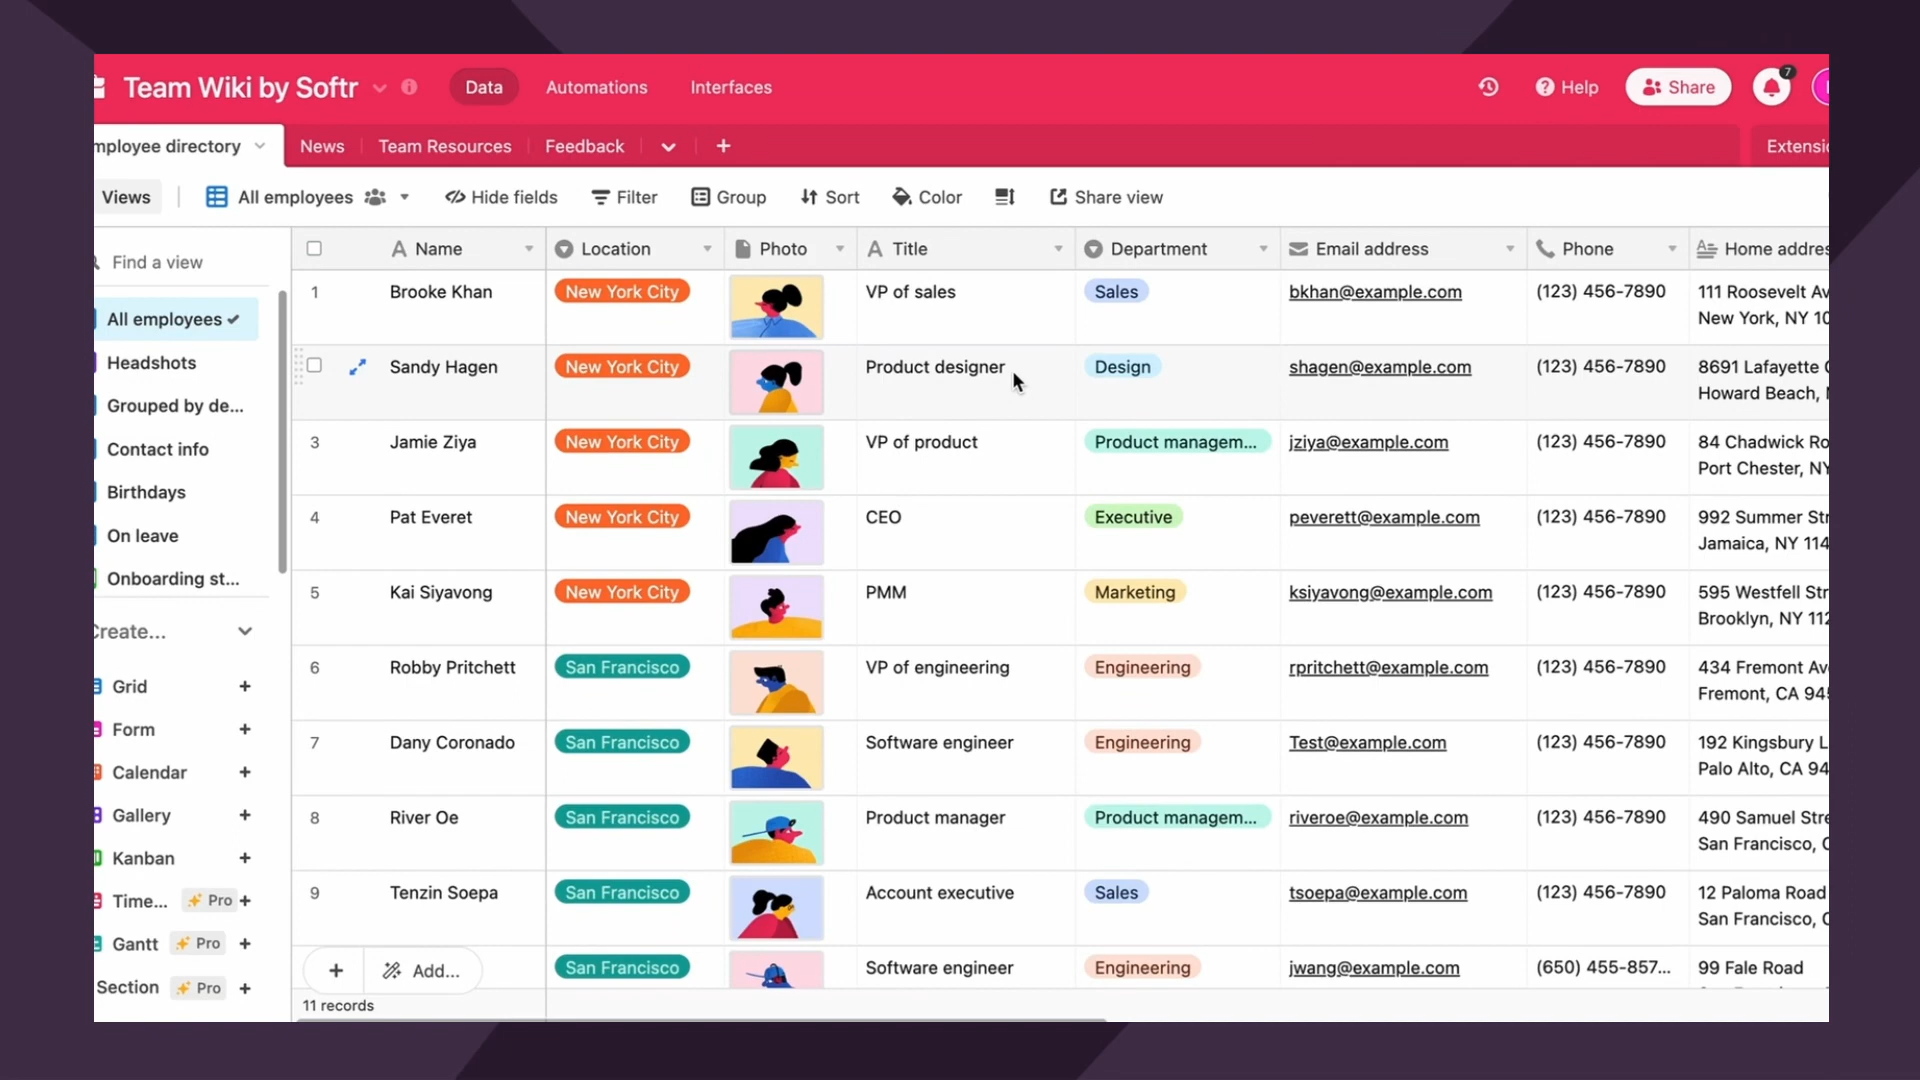 Team Wiki by Softr Data Automations Interfaces Help Share 7
mployee directory News Team Resources Feedback + Extensi
Views All employees Hide fields Filter Group Sort Color Share view
Find a view
All employees
Headshots
Grouped by de...
Contact info
Birthdays
On leave
Onboarding st...
Create...
Grid +
Form +
Calendar +
Gallery +
Kanban +
Time... Pro +
Gantt Pro +
Section Pro +
Name Location Photo Title Department Email address Phone Home addres
1 Brooke Khan New York City VP of sales Sales bkhan@example.com (123) 456-7890 111 Roosevelt Av
New York, NY 10
Sandy Hagen New York City Product designer Design shagen@example.com (123) 456-7890 8691 Lafayette
Howard Beach,
3 Jamie Ziya New York City VP of product Product managem... jziya@example.com (123) 456-7890 84 Chadwick Ro
Port Chester, NY
4 Pat Everet New York City CEO Executive peverett@example.com (123) 456-7890 992 Summer Str
Jamaica, NY 114
5 Kai Siyavong New York City PMM Marketing ksiyavong@example.com (123) 456-7890 595 Westfell Str
Brooklyn, NY 112
6 Robby Pritchett San Francisco VP of engineering Engineering rpritchett@example.com (123) 456-7890 434 Fremont Av
Fremont, CA 945
7 Dany Coronado San Francisco Software engineer Engineering Test@example.com (123) 456-7890 192 Kingsbury L
Palo Alto, CA 94
8 River Oe San Francisco Product manager Product managem... riveroe@example.com (123) 456-7890 490 Samuel Stre
San Francisco, C
9 Tenzin Soepa San Francisco Account executive Sales tsoepa@example.com (123) 456-7890 12 Paloma Road
San Francisco, C
+ Add... San Francisco Software engineer Engineering jwang@example.com (650) 455-857... 99 Fale Road
11 records